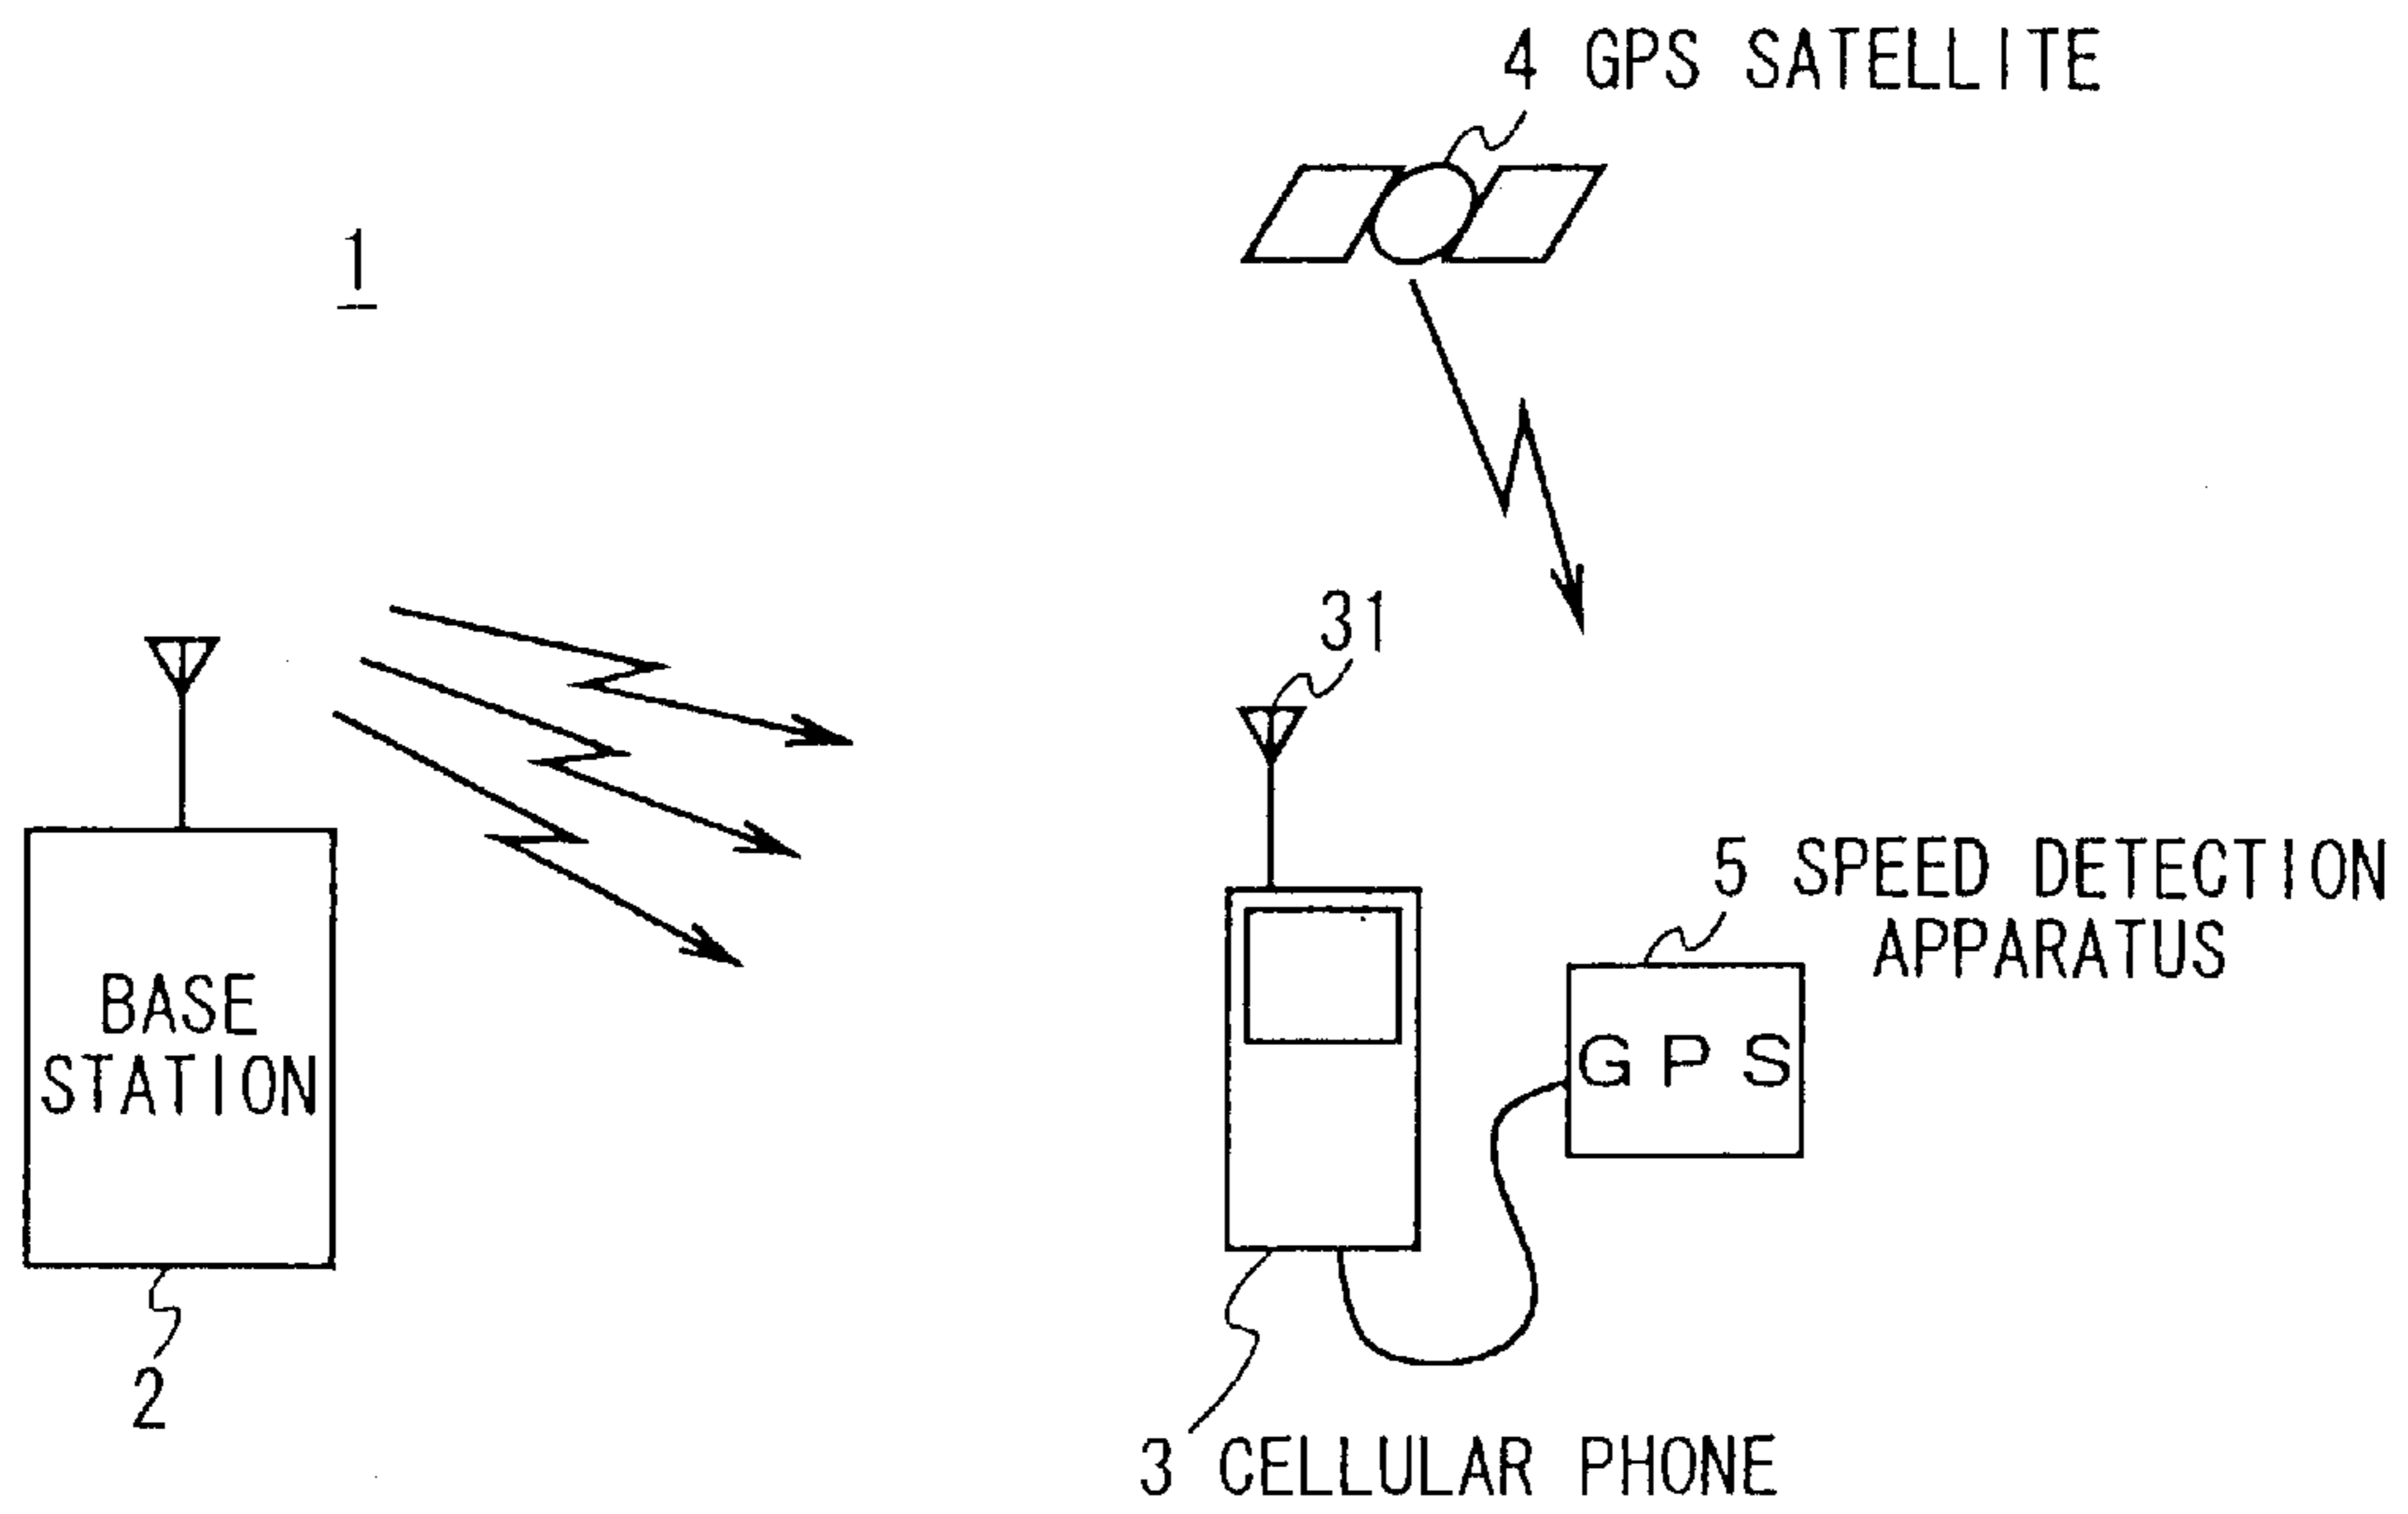 4 GPS SATELLITE
1
31
5 SPEED DETECTION
APPARATUS
BASE
STATION
GPS
2
3 CELLULAR PHONE